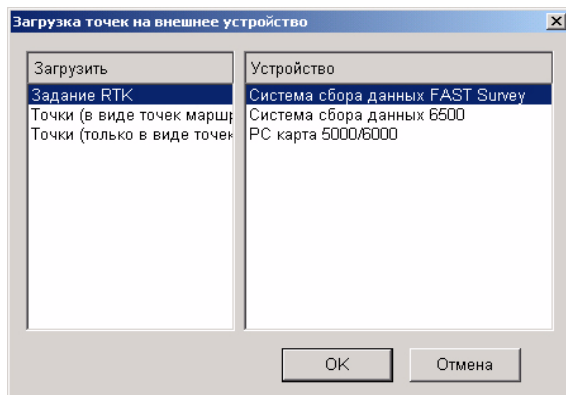 Загрузка точек на внешнее устройство
Загрузить
Устройство
Задание RTK
Точки (в виде точек
Точки (только в виде точек
Система сбора данных FAST Survey
Система сбора данных 6500
PC карта 5000/6000
OK
Отмена